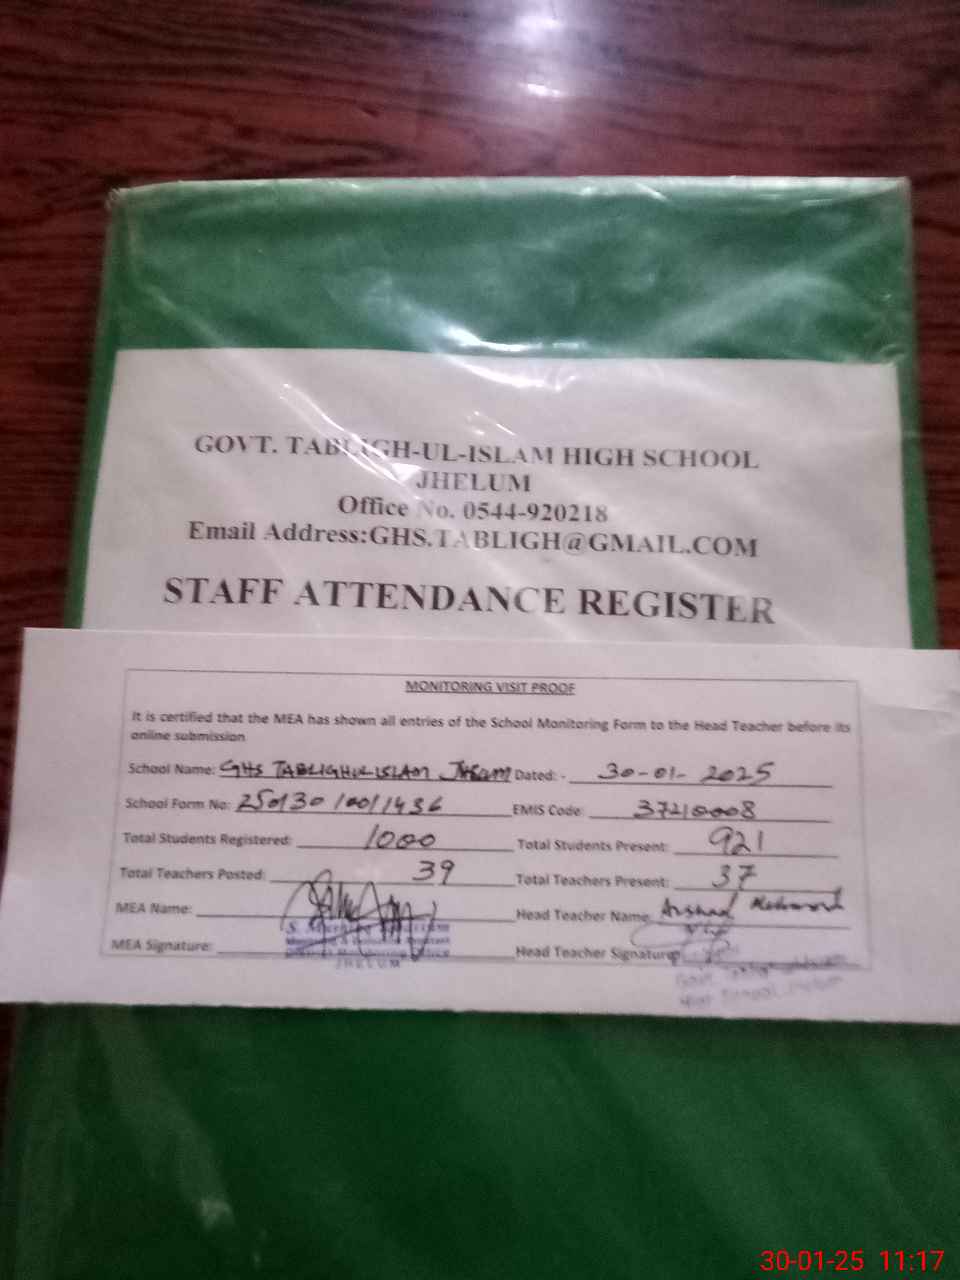 GOVT. TABLIGH-UL-ISLAM HIGH SCHOOL
JHELUM
Office No. 0544-920218
Email Address:GHS.TABLIGH@GMAIL.COM
STAFF ATTENDANCE REGISTER
MONITORING VISIT PROOF
It is certified that the MEA has shown all entries of the School Monitoring Form to the Head Teacher before its
online submission
School Name: GHS TABLIGHUL ISLAM Jhelum Dated: - 30-01-2025
School Form No: EMIS Code: 37210008
Total Students Registered: 1000 Total Students Present: 921
Total Teachers Posted: 39 Total Teachers Present: 37
MEA Name: Head Teacher Name: Arshad Mehmood
MEA Signature: Head Teacher Signature
JHELUM
30-01-25 11:17